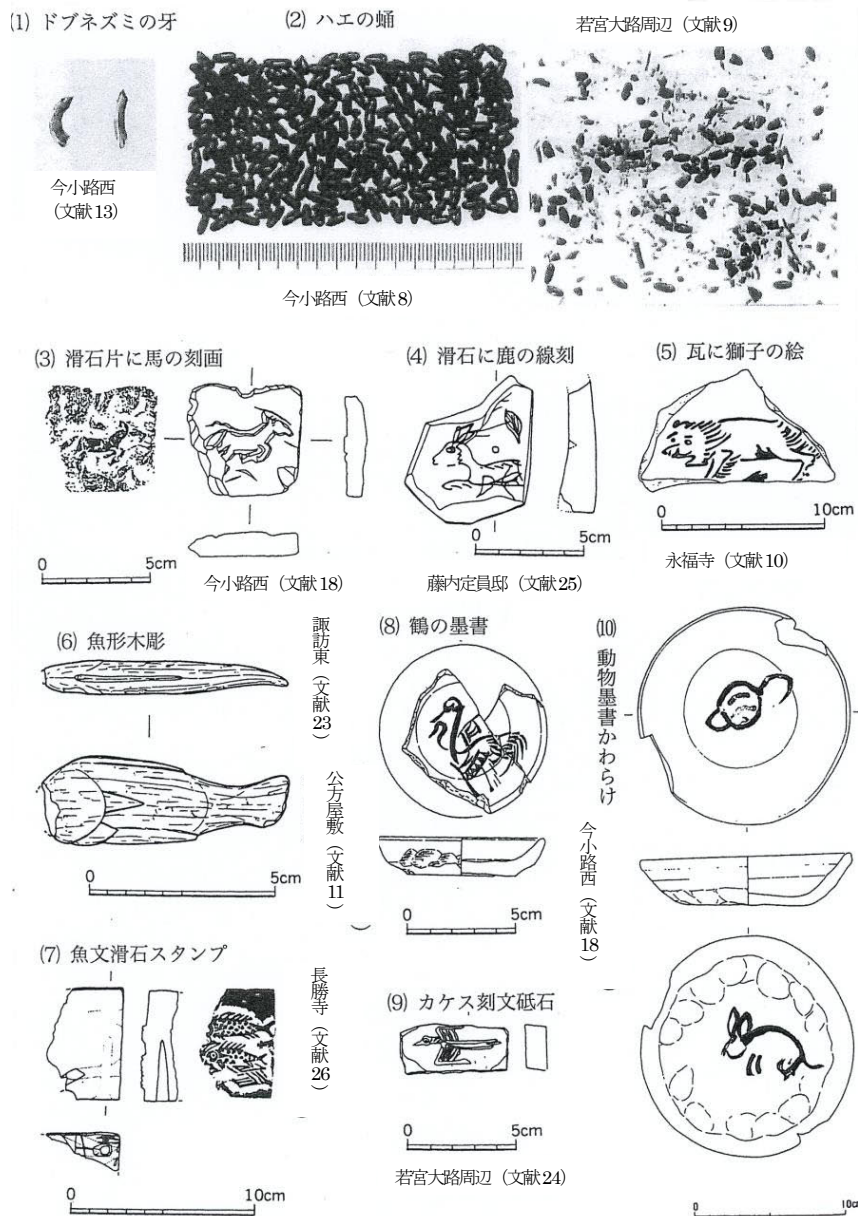 (1) ドブネズミの牙
今小路西
(文献13)
(2) ハエの蛹
今小路西（文献8）
若宮大路周辺（文献9）
(3) 滑石片に馬の刻画
0 5cm
今小路西（文献18）
(4) 滑石に鹿の線刻
0 5cm
藤内定員邸（文献25）
(5) 瓦に獅子の絵
0 10cm
永福寺（文献10）
(6) 魚形木彫
0 5cm
諏訪東（文献23）
公方屋敷（文献11）
(7) 魚文滑石スタンプ
0 10cm
長勝寺（文献26）
(8) 鶴の墨書
0 5cm
(9) カケス刻文砥石
0 5cm
若宮大路周辺（文献24）
(10) 動物墨書かわらけ
今小路西（文献18）
0 10cm